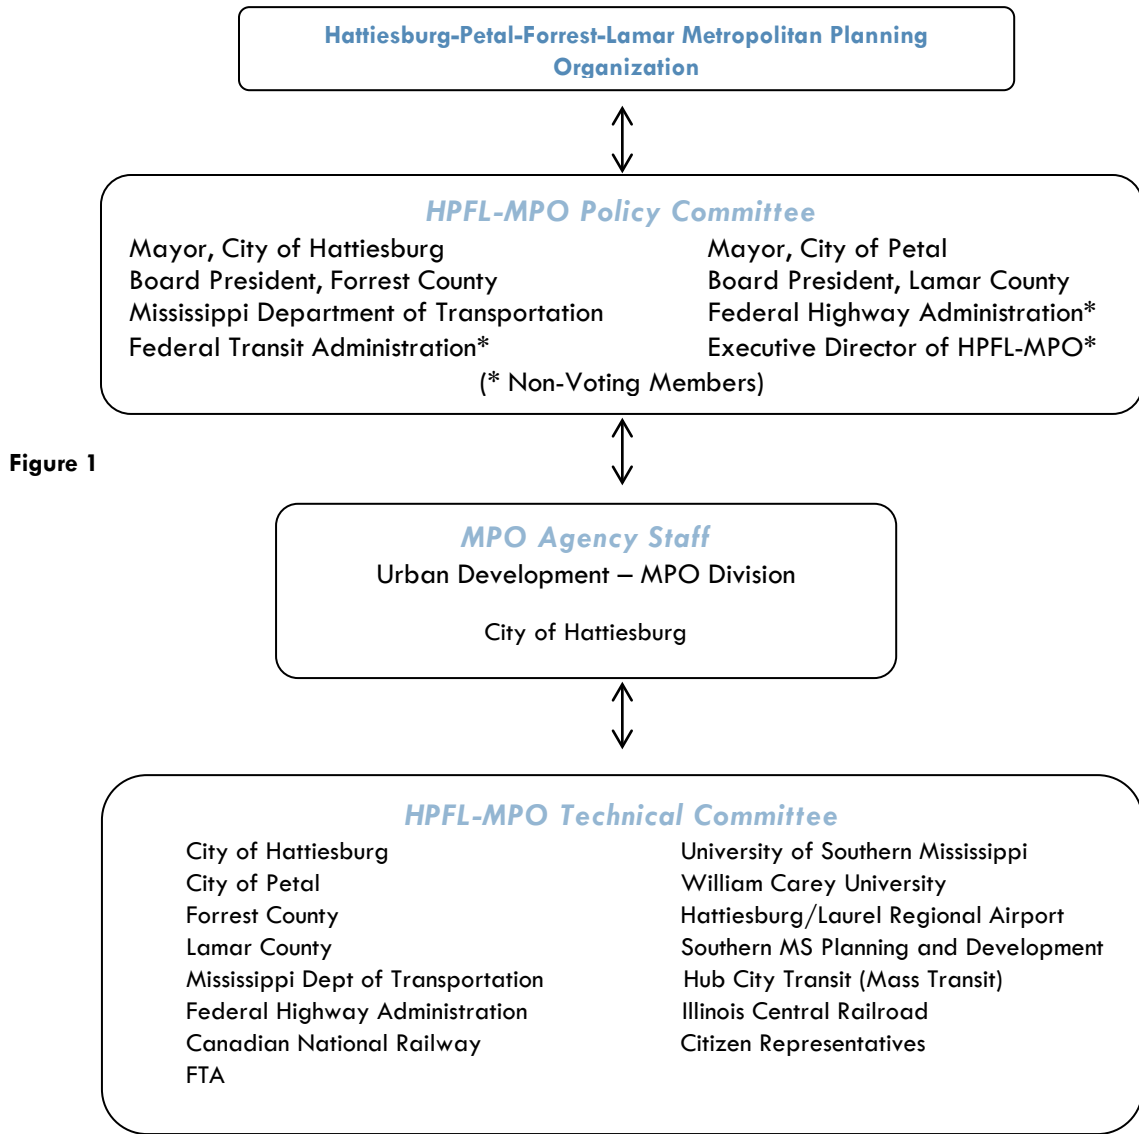 Hattiesburg-Petal-Forrest-Lamar Metropolitan Planning
Organization
HPFL-MPO Policy Committee
Mayor, City of Hattiesburg
Mayor, City of Petal
Board President, Forrest County
Board President, Lamar County
Mississippi Department of Transportation
Federal Highway Administration*
Federal Transit Administration*
Executive Director of HPFL-MPO*
(* Non-Voting Members)
Figure 1
MPO Agency Staff
Urban Development – MPO Division
City of Hattiesburg
HPFL-MPO Technical Committee
City of Hattiesburg
City of Petal
Forrest County
Lamar County
Mississippi Dept of Transportation
Federal Highway Administration
Canadian National Railway
FTA
University of Southern Mississippi
William Carey University
Hattiesburg/Laurel Regional Airport
Southern MS Planning and Development
Hub City Transit (Mass Transit)
Illinois Central Railroad
Citizen Representatives